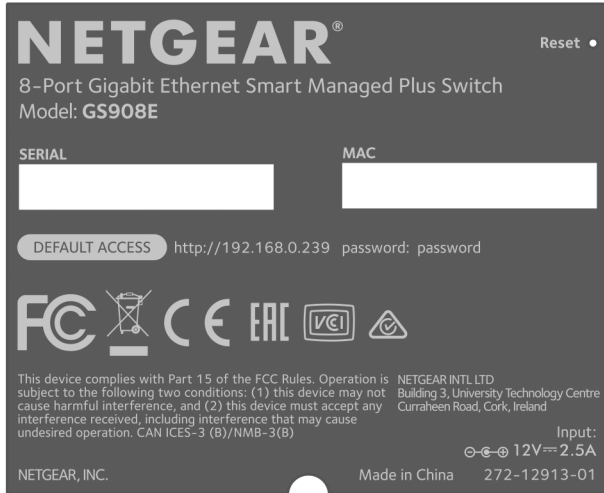 NETGEAR®
Reset
8-Port Gigabit Ethernet Smart Managed Plus Switch
Model: GS908E
SERIAL
MAC
DEFAULT ACCESS http://192.168.0.239 password: password
FC CE EAC VCI
This device complies with Part 15 of the FCC Rules. Operation is
subject to the following two conditions: (1) this device may not
cause harmful interference, and (2) this device must accept any
interference received, including interference that may cause
undesired operation. CAN ICES-3 (B)/NMB-3(B)
NETGEAR INTL LTD
Building 3, University Technology Centre
Curraheen Road, Cork, Ireland
Input:
12V⎓2.5A
NETGEAR, INC.
Made in China 272-12913-01